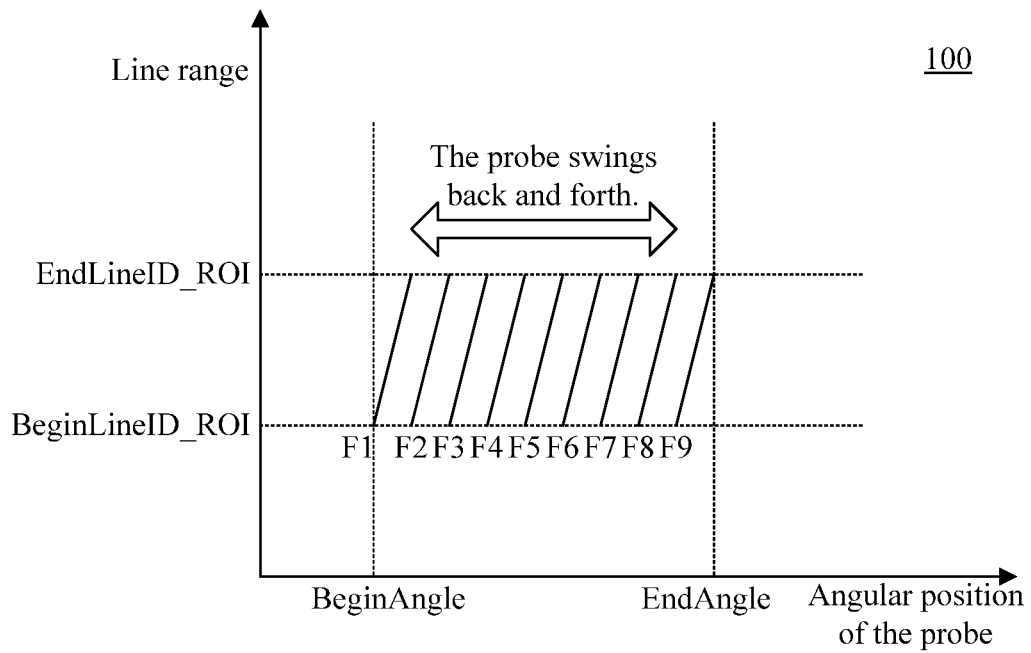 Line range
100
The probe swings
back and forth.
EndLineID_ROI
BeginLineID_ROI
F1 F2 F3 F4 F5 F6 F7 F8 F9
BeginAngle
EndAngle
Angular position
of the probe